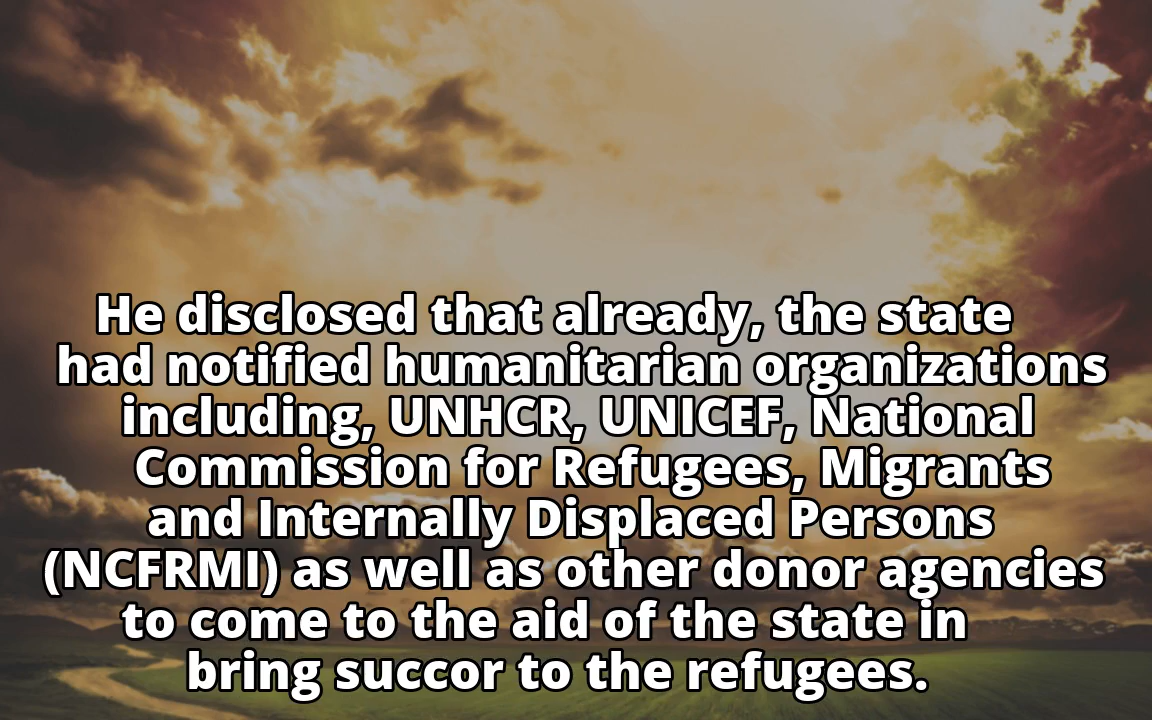 He disclosed that already, the state
had notified humanitarian organizations
including, UNHCR, UNICEF, National
Commission for Refugees, Migrants
and Internally Displaced Persons
(NCFRMI) as well as other donor agencies
to come to the aid of the state in
bring succor to the refugees.